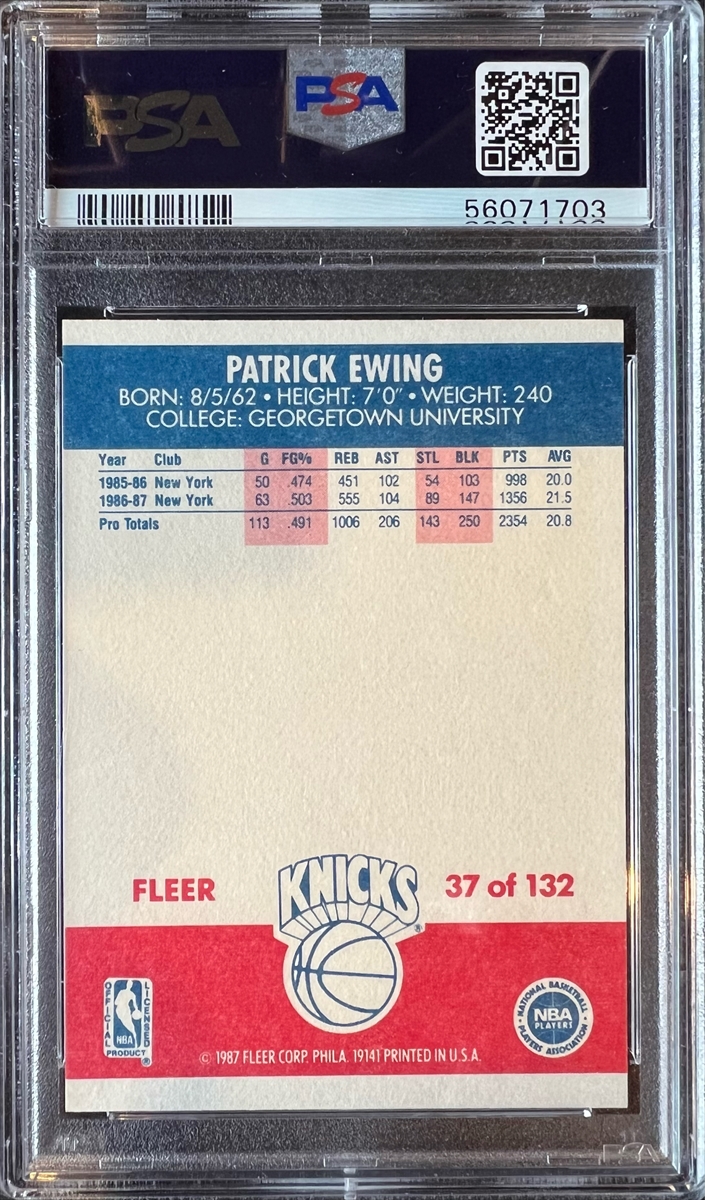 PSA PSA
56071703
PATRICK EWING
BORN: 8/5/62 • HEIGHT: 7'0" • WEIGHT: 240
COLLEGE: GEORGETOWN UNIVERSITY
Year Club G FG% REB AST STL BLK PTS AVG
1985-86 New York 50 .474 451 102 54 103 998 20.0
1986-87 New York 63 .503 555 104 89 147 1356 21.5
Pro Totals 113 .491 1006 206 143 250 2354 20.8
KNICKS ®
FLEER 37 of 132
OFFICIAL LICENSED
NBA
PRODUCT ®
• NATIONAL BASKETBALL •
NBA
PLAYERS
PLAYERS ASSOCIATION
© 1987 FLEER CORP. PHILA. 19141 PRINTED IN U.S.A.
PSA